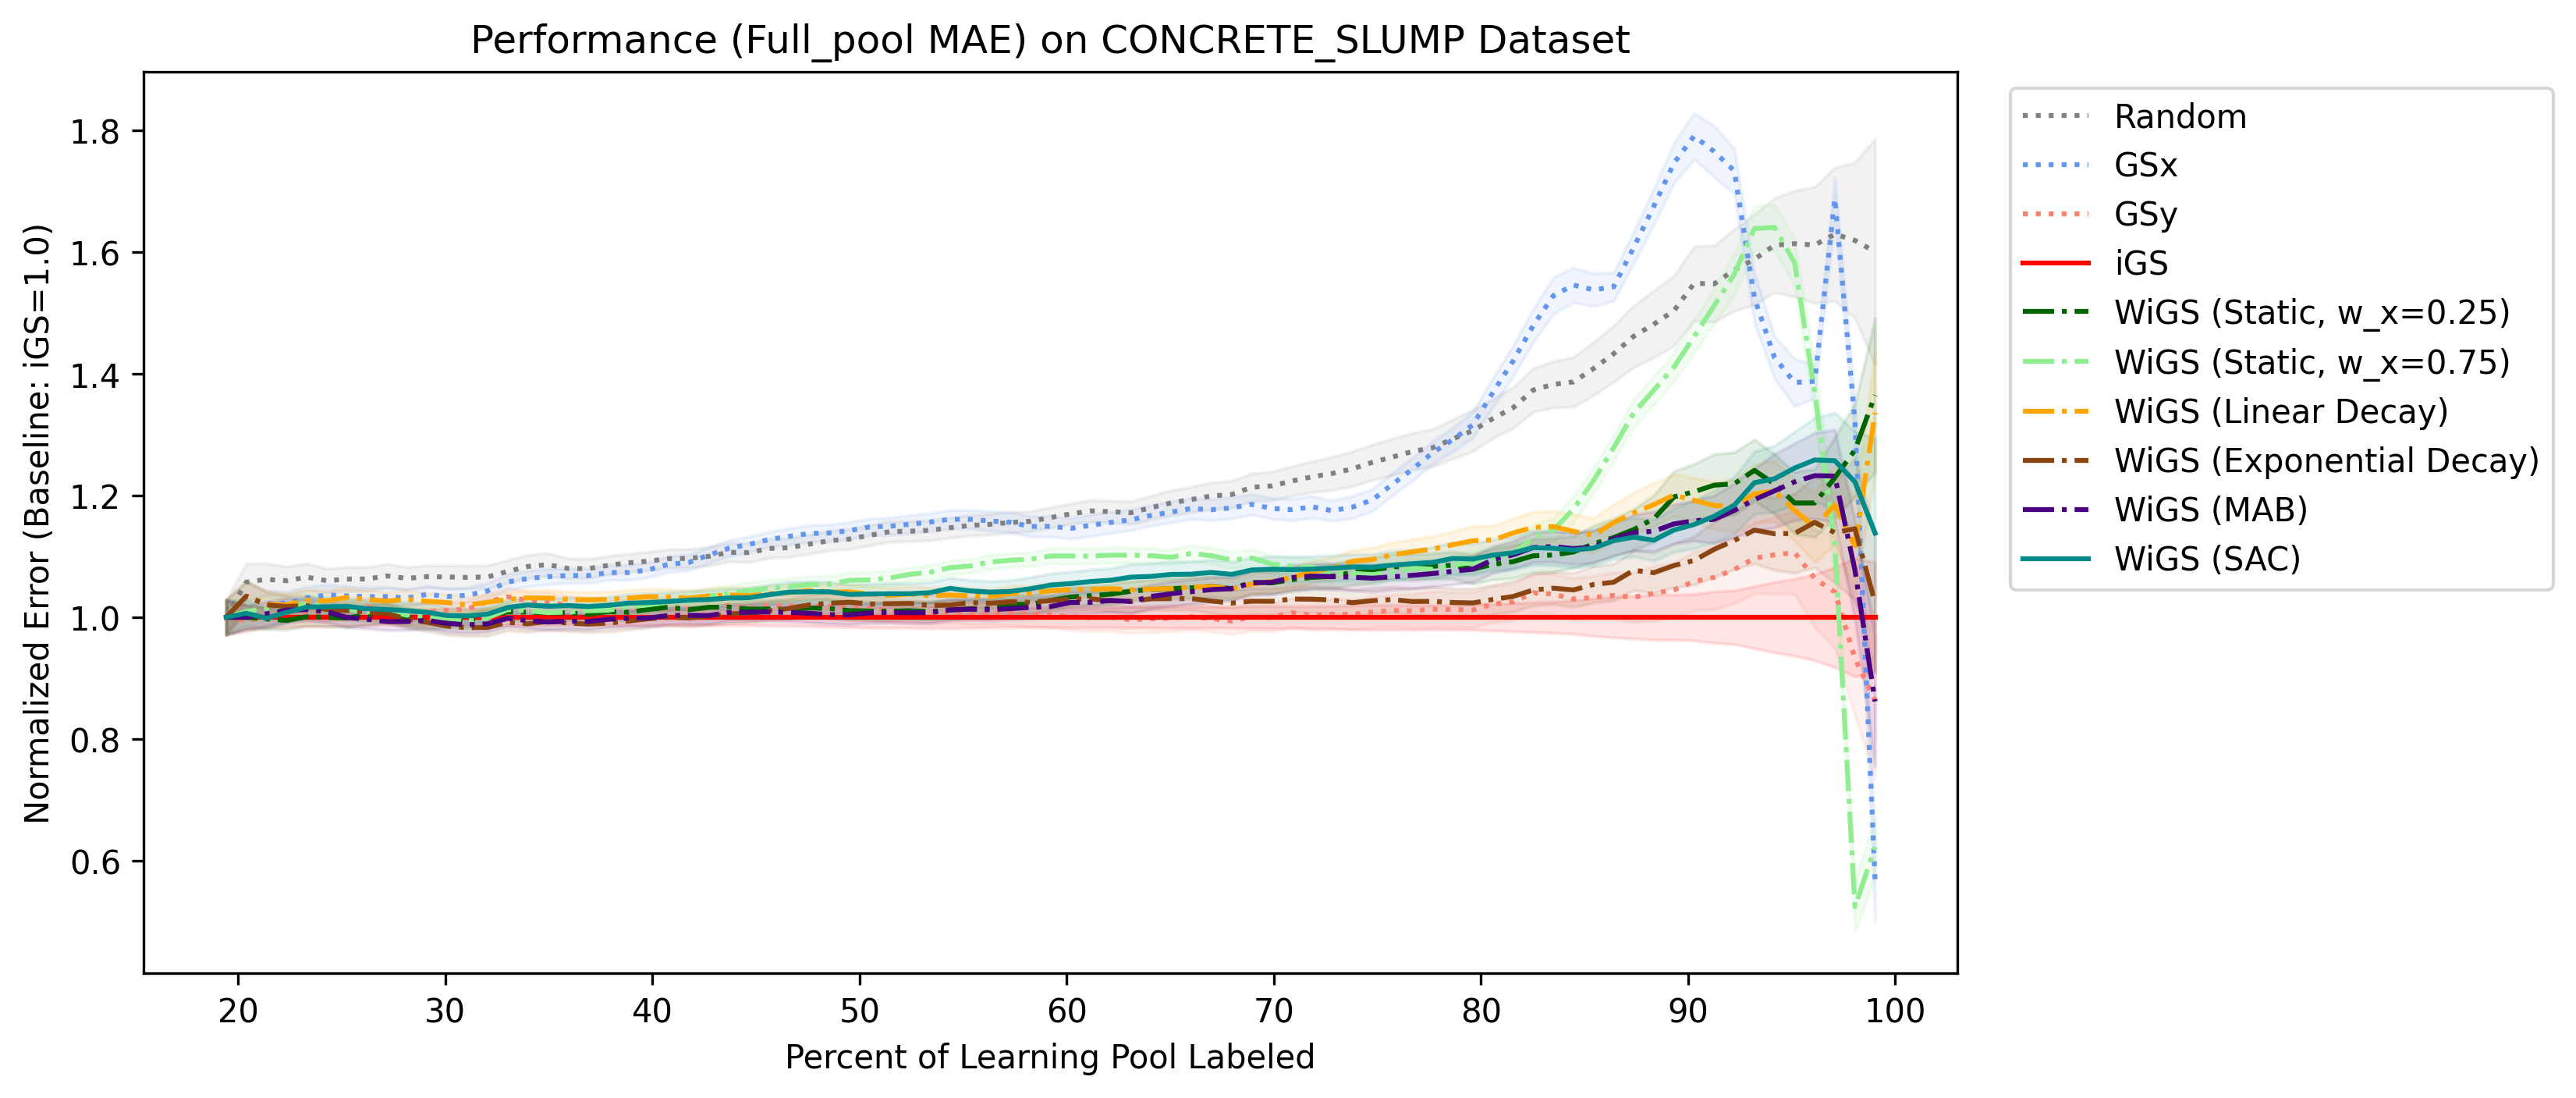 Performance (Full_pool MAE) on CONCRETE_SLUMP Dataset
Normalized Error (Baseline: iGS=1.0)
1.8
1.6
1.4
1.2
1.0
0.8
0.6
20 30 40 50 60 70 80 90 100
Percent of Learning Pool Labeled
Random
GSx
GSy
iGS
WiGS (Static, w_x=0.25)
WiGS (Static, w_x=0.75)
WiGS (Linear Decay)
WiGS (Exponential Decay)
WiGS (MAB)
WiGS (SAC)